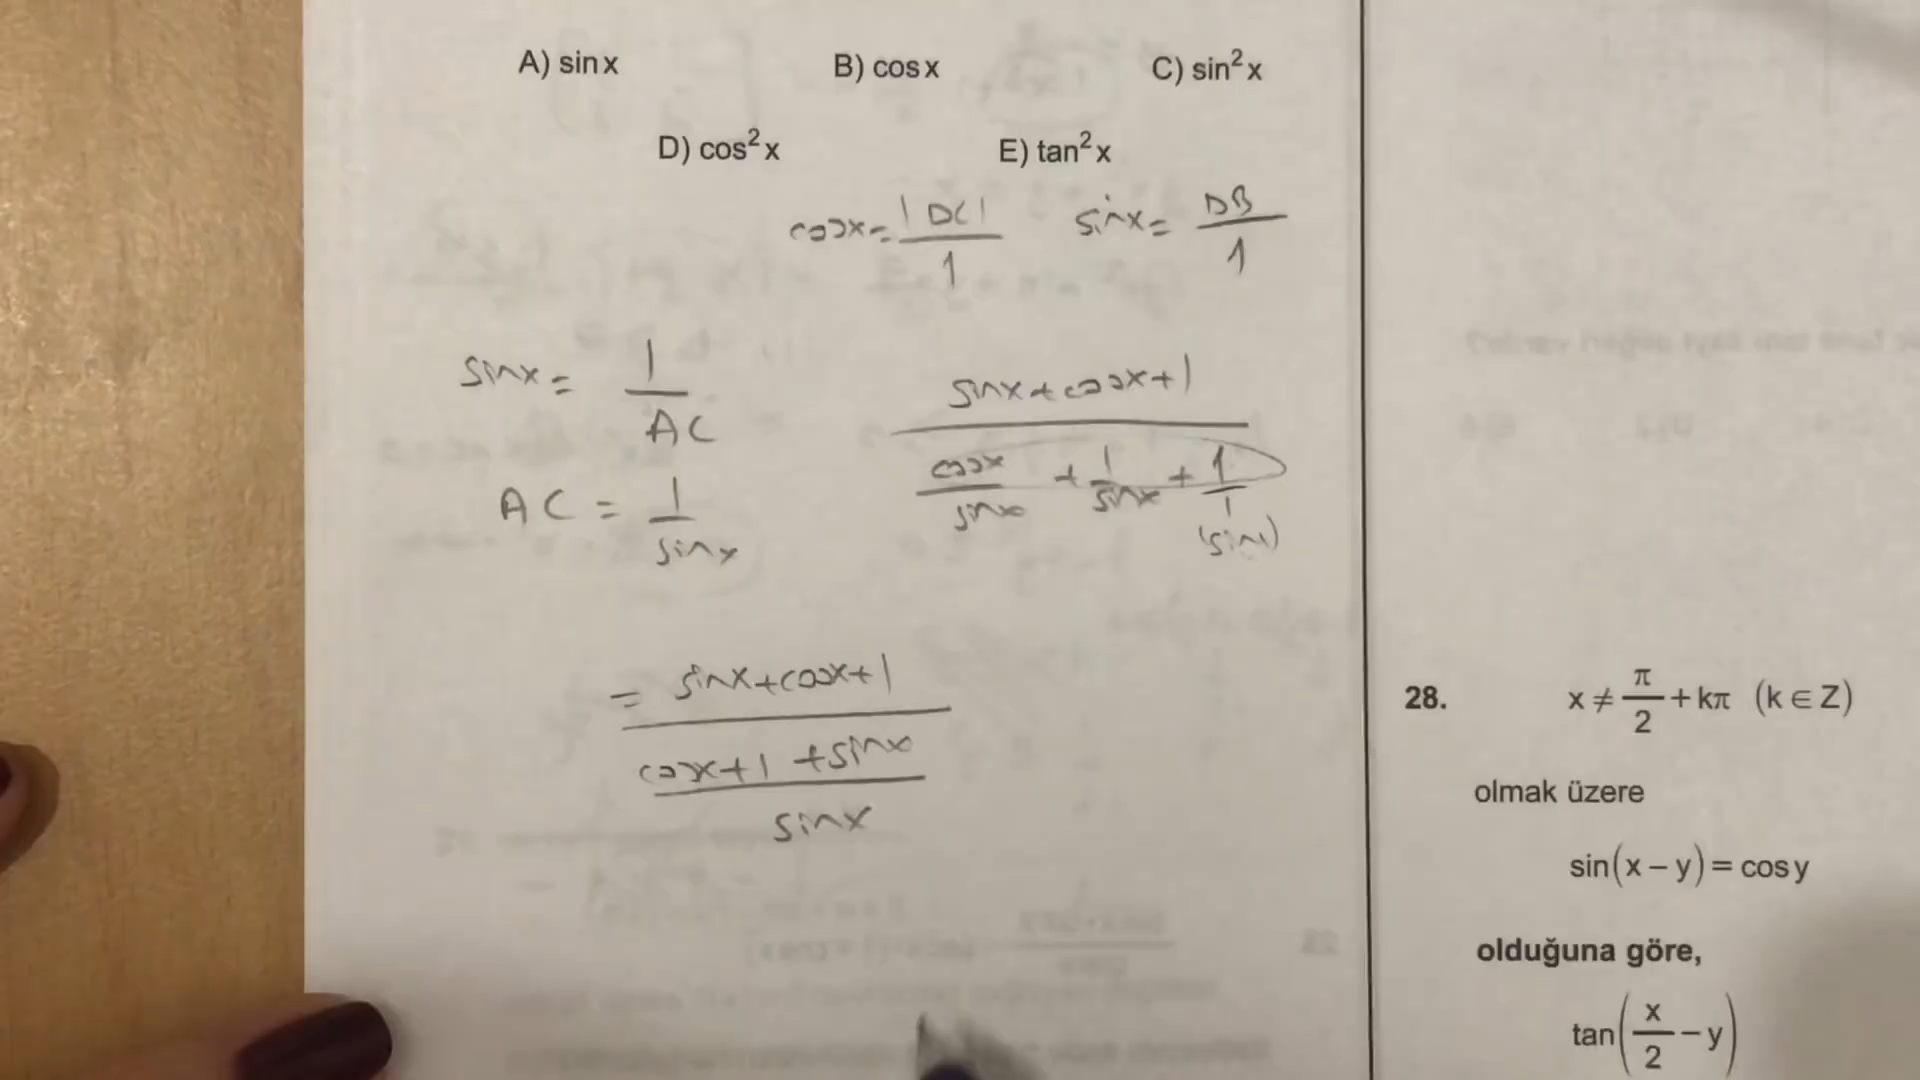 A) sin x B) cos x C) sin²x
D) cos²x E) tan²x
cosx = |DC| / 1 sinx = DB / 1
sinx = 1 / AC
AC = 1 / sinx
sinx + cosx + 1 / cosx/sinx + 1/sinx + 1/1 (sinx)
= sinx + cosx + 1 / cosx + 1 + sinx / sinx
28. x ≠ π/2 + kπ (k ∈ Z)
olmak üzere
sin(x – y) = cos y
olduğuna göre,
tan(x/2 – y)